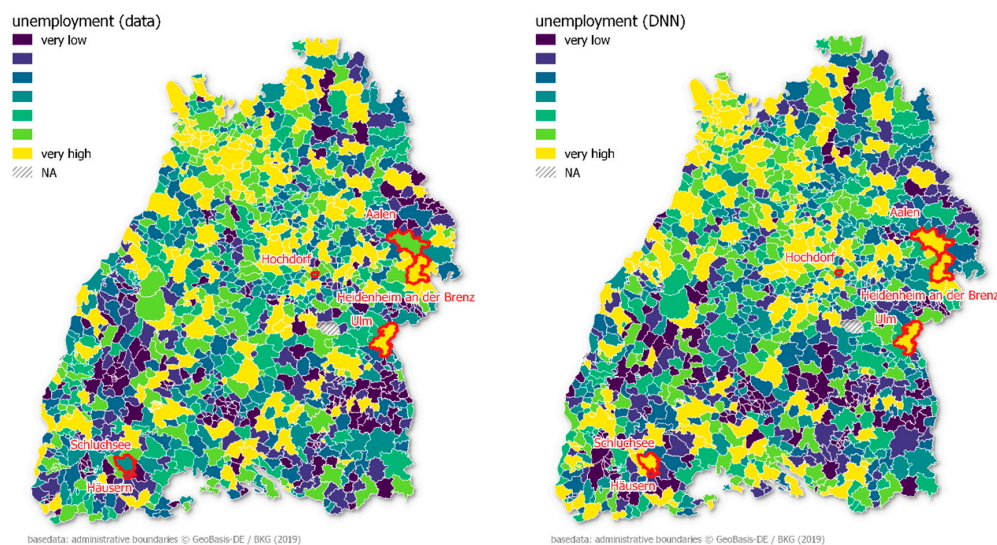 unemployment (data)
very low
very high
NA
Aalen
Hochdorf
Heidenheim an der Brenz
Ulm
Schluchsee
Häusern
basedata: administrative boundaries © GeoBasis-DE / BKG (2019)
unemployment (DNN)
very low
very high
NA
Aalen
Hochdorf
Heidenheim an der Brenz
Ulm
Schluchsee
Häusern
basedata: administrative boundaries © GeoBasis-DE / BKG (2019)